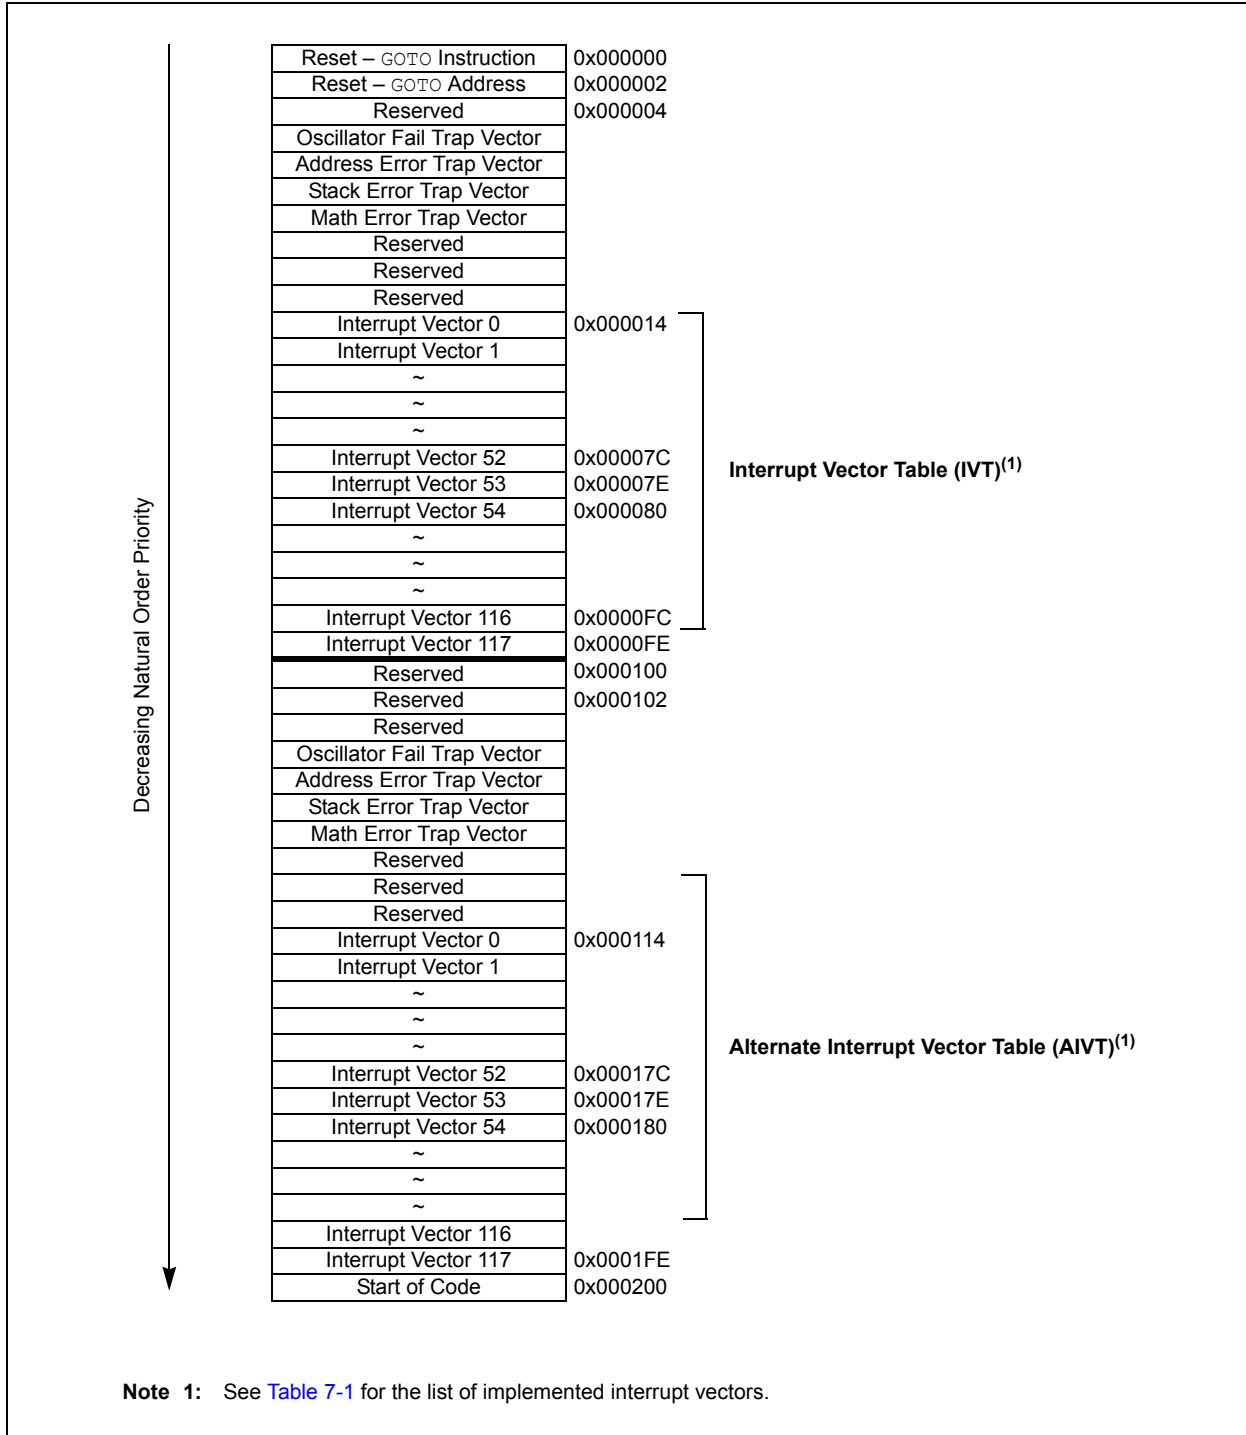 Reset – GOTO Instruction 0x000000
Reset – GOTO Address 0x000002
Reserved 0x000004
Oscillator Fail Trap Vector
Address Error Trap Vector
Stack Error Trap Vector
Math Error Trap Vector
Reserved
Reserved
Reserved
Interrupt Vector 0 0x000014
Interrupt Vector 1
~
~
~
Interrupt Vector 52 0x00007C
Interrupt Vector 53 0x00007E
Interrupt Vector 54 0x000080
~
~
~
Interrupt Vector 116 0x0000FC
Interrupt Vector 117 0x0000FE
Reserved 0x000100
Reserved 0x000102
Reserved
Oscillator Fail Trap Vector
Address Error Trap Vector
Stack Error Trap Vector
Math Error Trap Vector
Reserved
Reserved
Reserved
Interrupt Vector 0 0x000114
Interrupt Vector 1
~
~
~
Interrupt Vector 52 0x00017C
Interrupt Vector 53 0x00017E
Interrupt Vector 54 0x000180
~
~
~
Interrupt Vector 116
Interrupt Vector 117 0x0001FE
Start of Code 0x000200
Decreasing Natural Order Priority
Interrupt Vector Table (IVT)(1)
Alternate Interrupt Vector Table (AIVT)(1)
Note 1: See Table 7-1 for the list of implemented interrupt vectors.